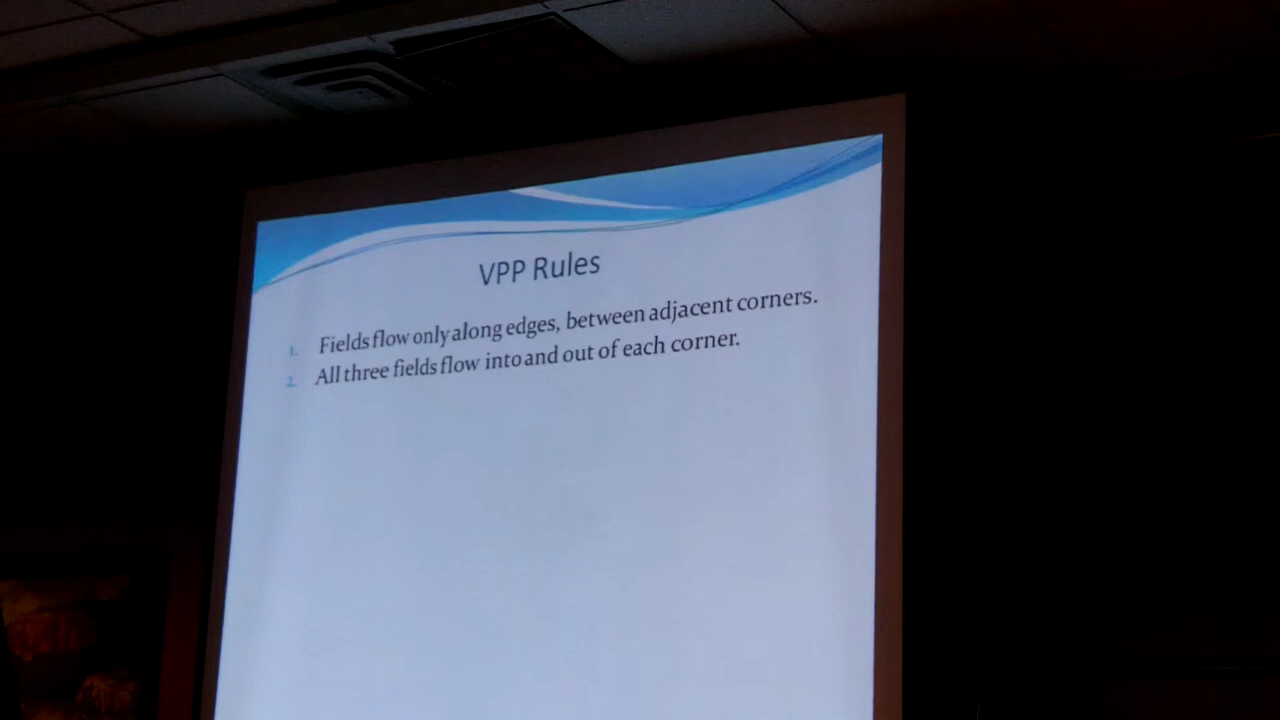 VPP Rules
1. Fields flow only along edges, between adjacent corners.
2. All three fields flow into and out of each corner.